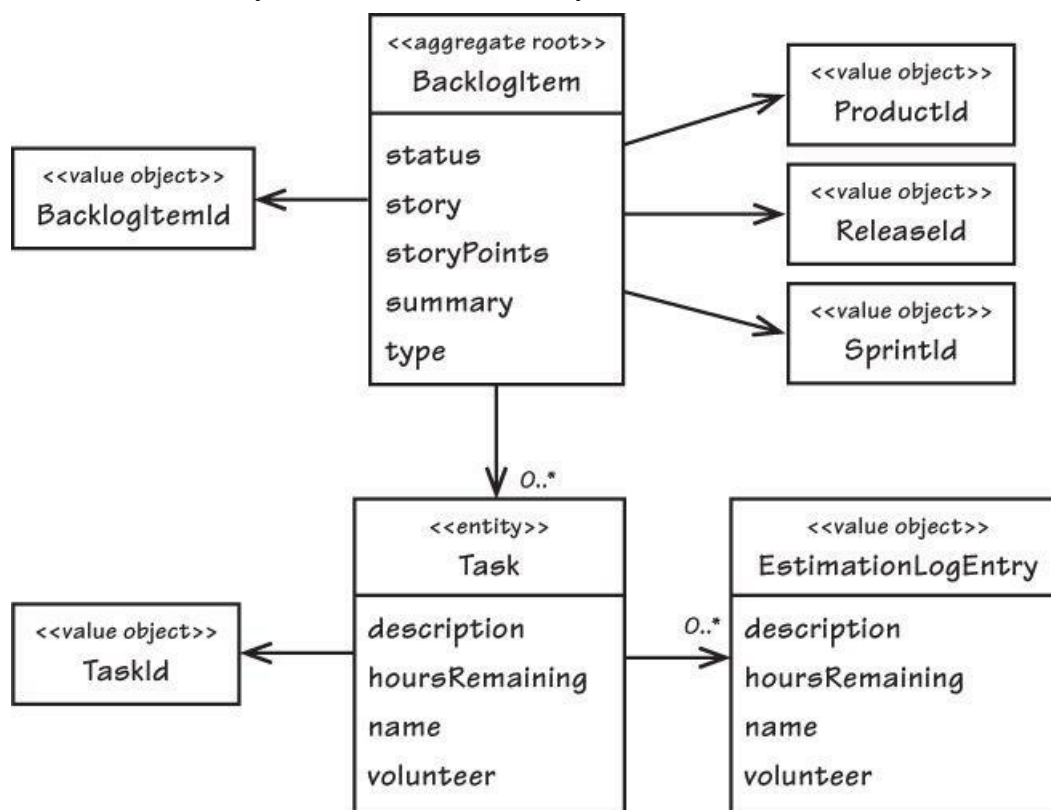 <<aggregate root>>
BacklogItem
status
story
storyPoints
summary
type
<<value object>>
BacklogItemId
<<value object>>
ProductId
<<value object>>
ReleaseId
<<value object>>
SprintId
0..*
<<entity>>
Task
description
hoursRemaining
name
volunteer
<<value object>>
TaskId
0..*
<<value object>>
EstimationLogEntry
description
hoursRemaining
name
volunteer